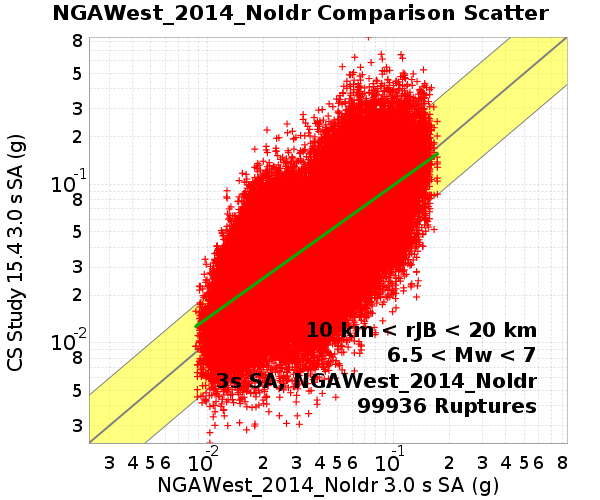 NGAWest_2014_NoIdr Comparison Scatter
8
5
3
2
10-1
8
5
3
2
10-2
8
5
3
CS Study 15.4 3.0 s SA (g)
10 km < rJB < 20 km
6.5 < Mw < 7
3s SA, NGAWest_2014_NoIdr
99936 Ruptures
3 4 5 6 10-2 2 3 4 5 6 10-1 2 3 4 5 6 8
NGAWest_2014_NoIdr 3.0 s SA (g)